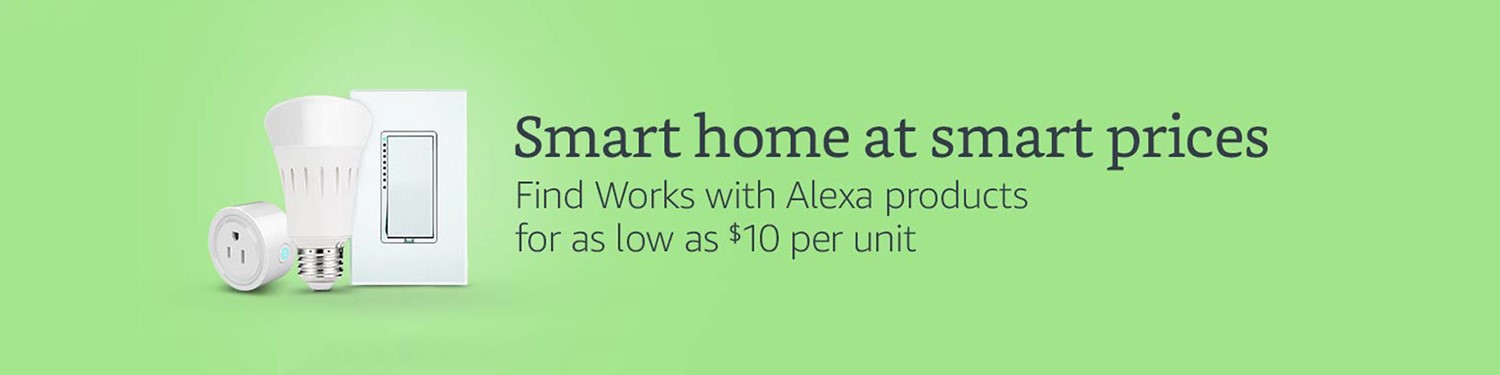 Smart home at smart prices
Find Works with Alexa products
for as low as $10 per unit